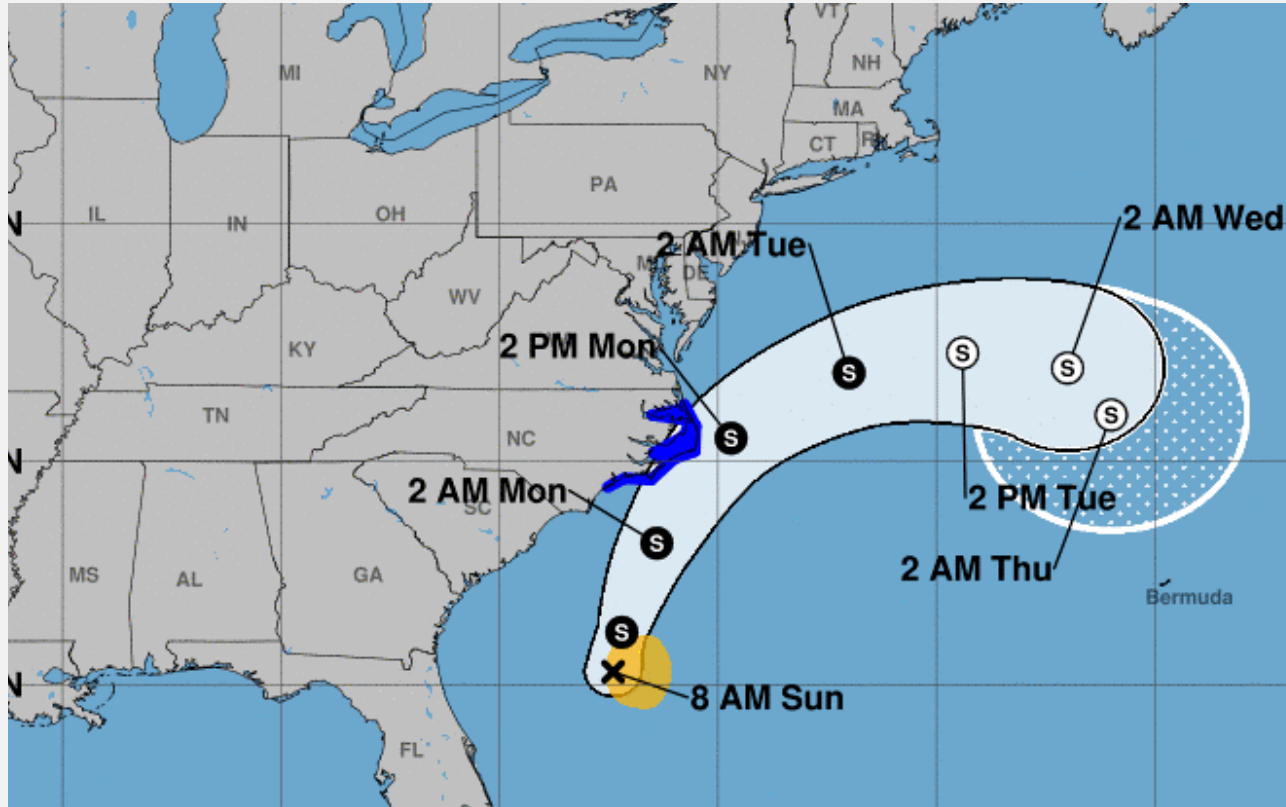 VT
MI
NH
NY
MA
CT
PA
IL
IN
OH
N
2 AM Wed
2 AM Tue
DE
WV
KY
2 PM Mon
S
S
S
S
TN
NC
N
2 AM Mon
SC
2 PM Tue
S
MS
AL
GA
2 AM Thu
Bermuda
S
N
8 AM Sun
FL